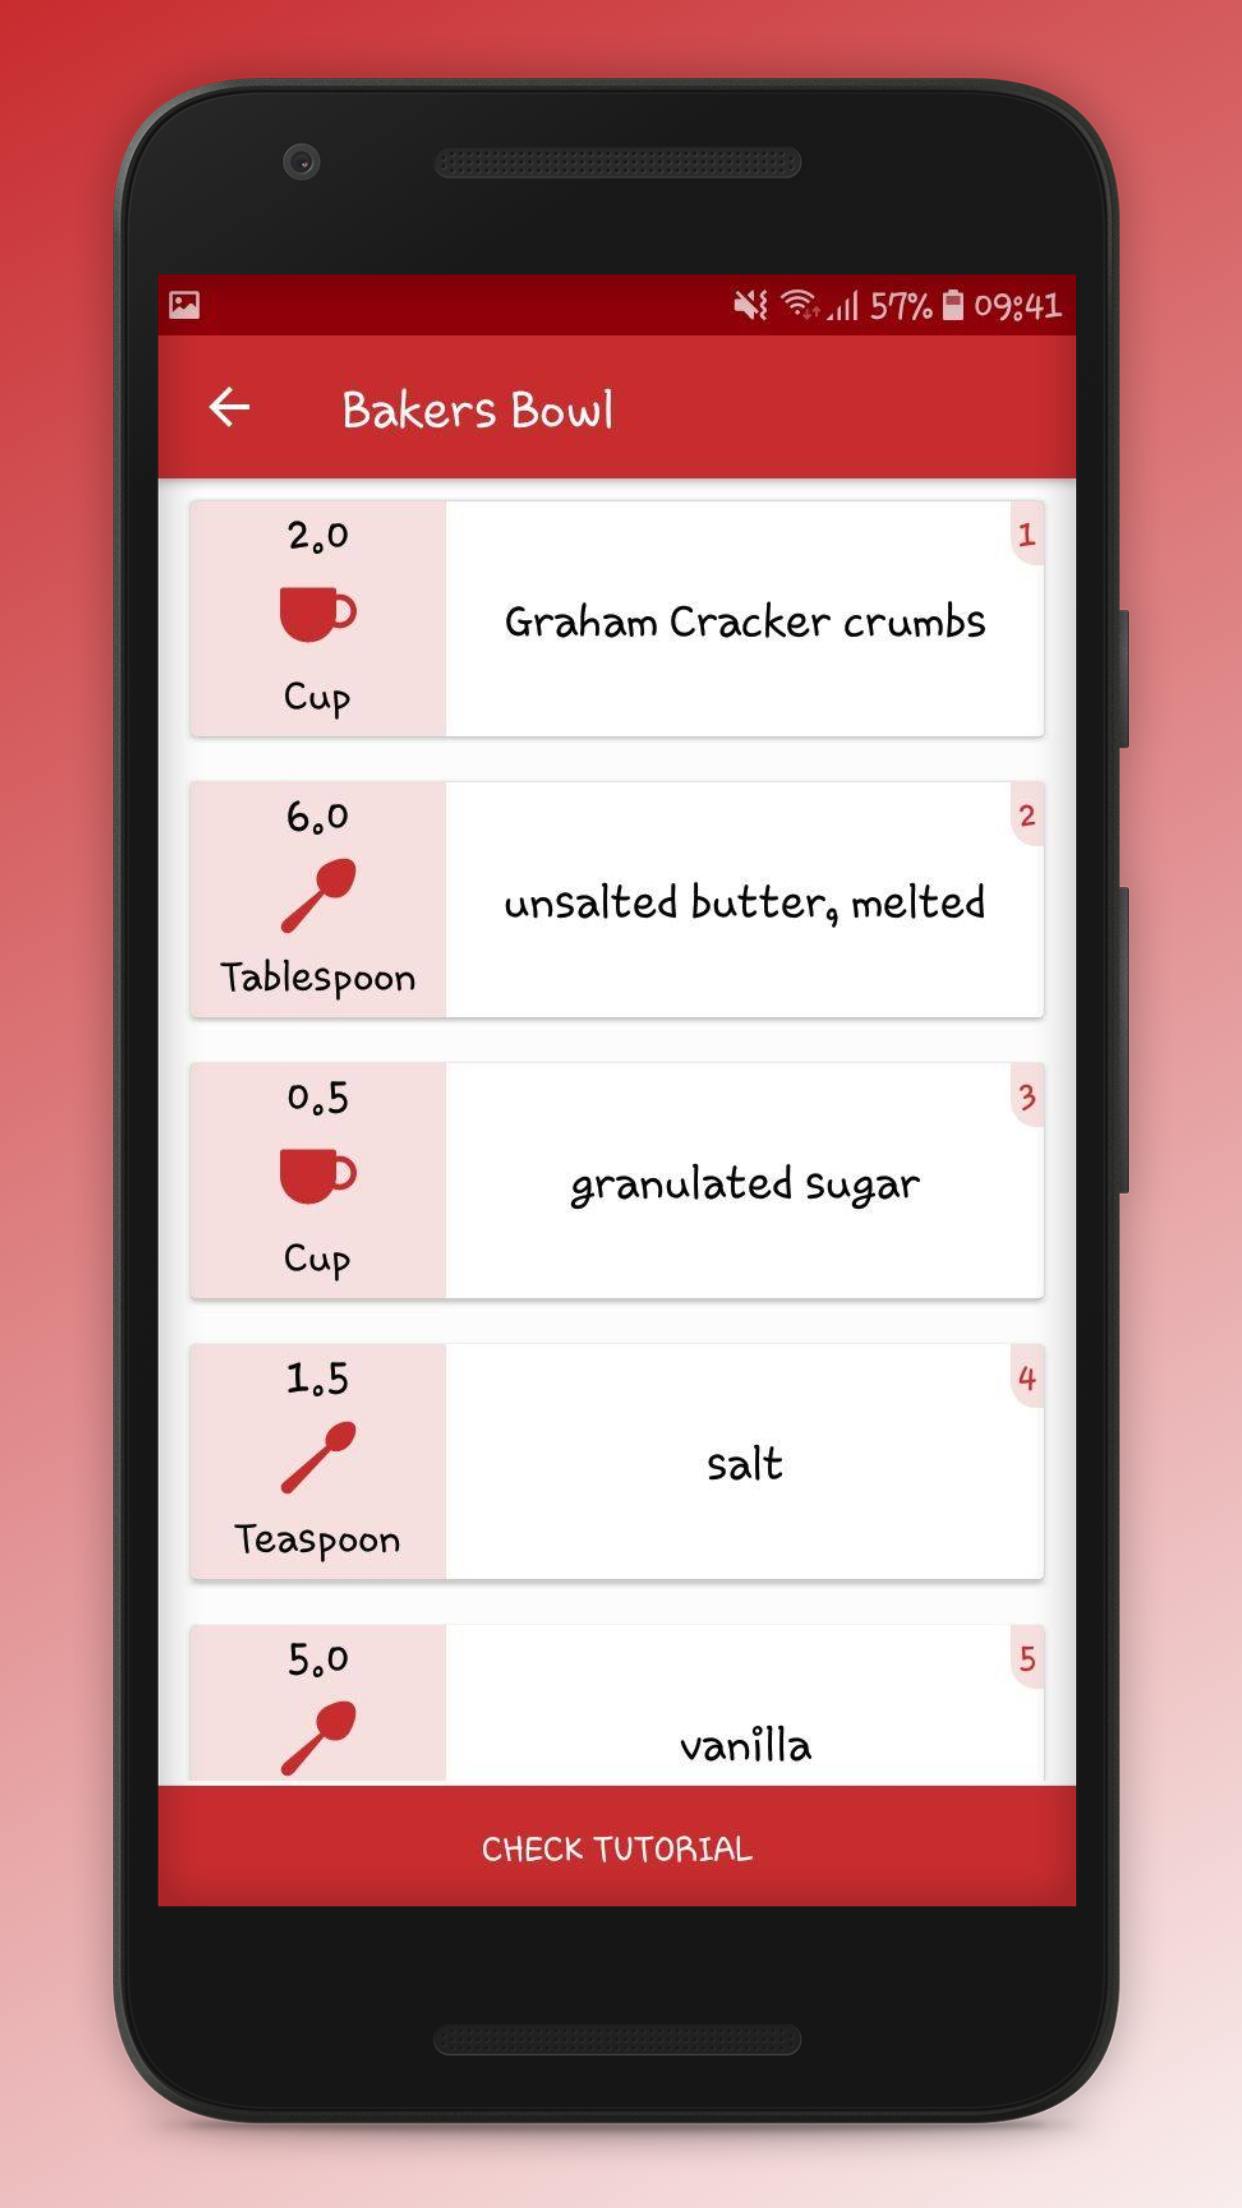 57% 09:41
Bakers Bowl
2.0
1
Graham Cracker crumbs
Cup
6.0
2
unsalted butter, melted
Tablespoon
0.5
3
granulated sugar
Cup
1.5
4
salt
Teaspoon
5.0
5
vanilla
CHECK TUTORIAL